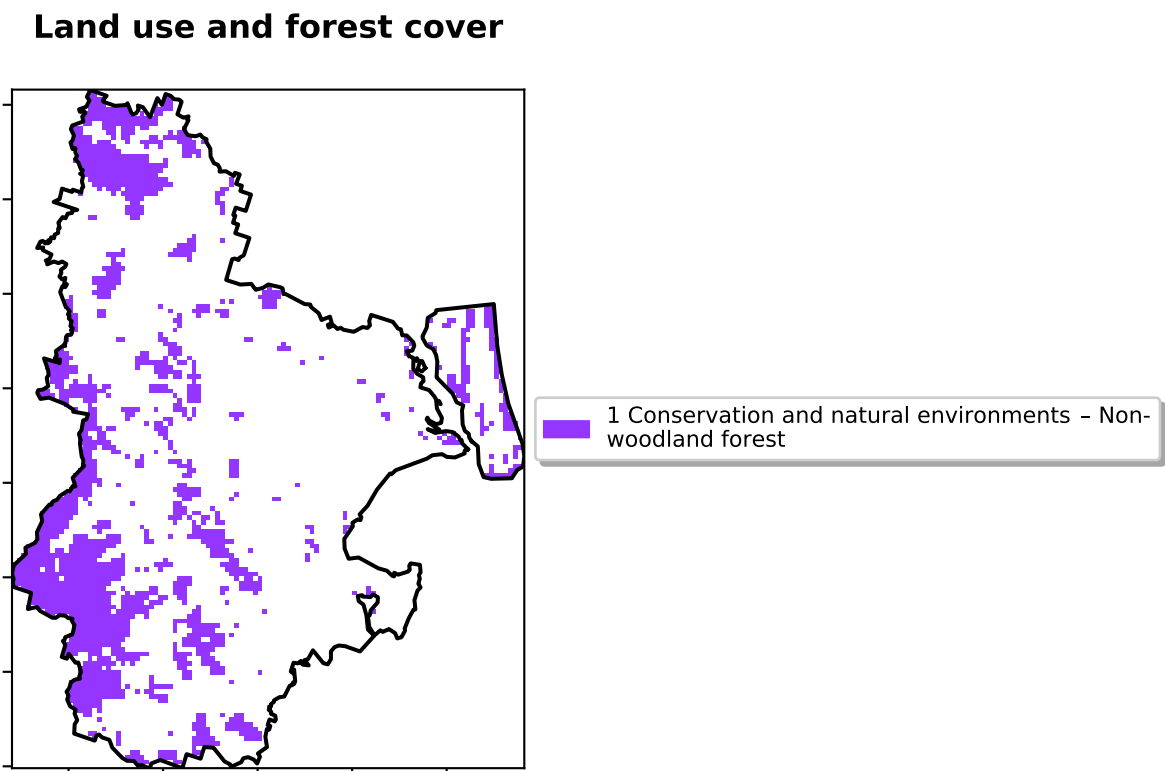 Land use and forest cover
1 Conservation and natural environments – Non-
woodland forest